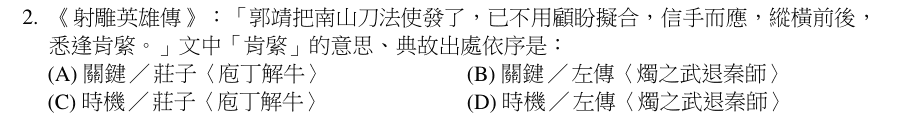 2. 《射雕英雄傳》：「郭靖把南山刀法使發了，已不用顧盼擬合，信手而應，縱橫前後，
悉逢肯綮。」文中「肯綮」的意思、典故出處依序是：
(A) 關鍵／莊子〈庖丁解牛〉 (B) 關鍵／左傳〈燭之武退秦師〉
(C) 時機／莊子〈庖丁解牛〉 (D) 時機／左傳〈燭之武退秦師〉